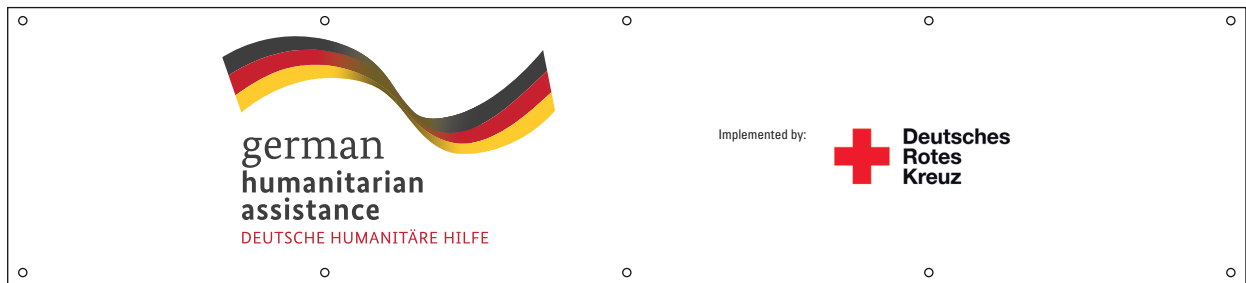 german
humanitarian
assistance
DEUTSCHE HUMANITÄRE HILFE
Implemented by:
Deutsches
Rotes
Kreuz